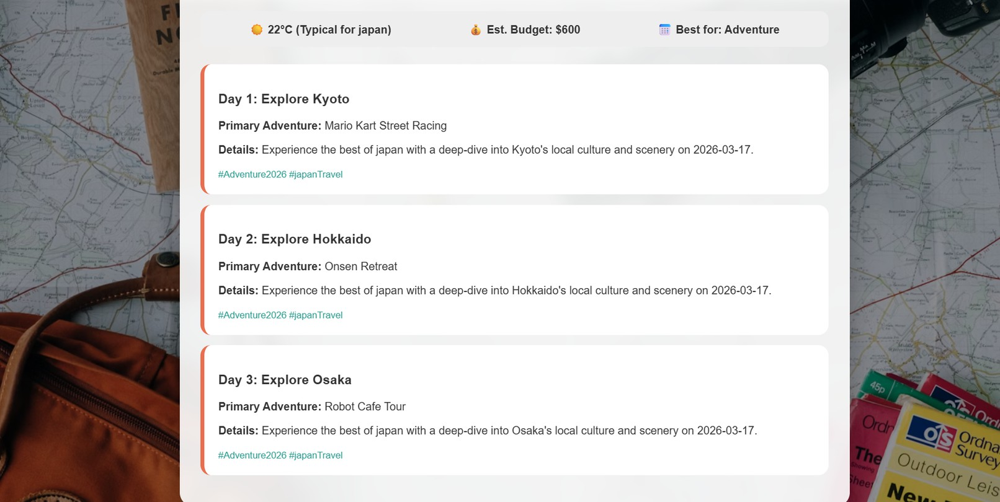 22°C (Typical for japan)
Est. Budget: $600
Best for: Adventure
Day 1: Explore Kyoto
Primary Adventure: Mario Kart Street Racing
Details: Experience the best of japan with a deep-dive into Kyoto's local culture and scenery on 2026-03-17.
#Adventure2026 #japanTravel
Day 2: Explore Hokkaido
Primary Adventure: Onsen Retreat
Details: Experience the best of japan with a deep-dive into Hokkaido's local culture and scenery on 2026-03-17.
#Adventure2026 #japanTravel
Day 3: Explore Osaka
Primary Adventure: Robot Cafe Tour
Details: Experience the best of japan with a deep-dive into Osaka's local culture and scenery on 2026-03-17.
#Adventure2026 #japanTravel
45p
The
Showing
OS
Survey
Outdoor
New